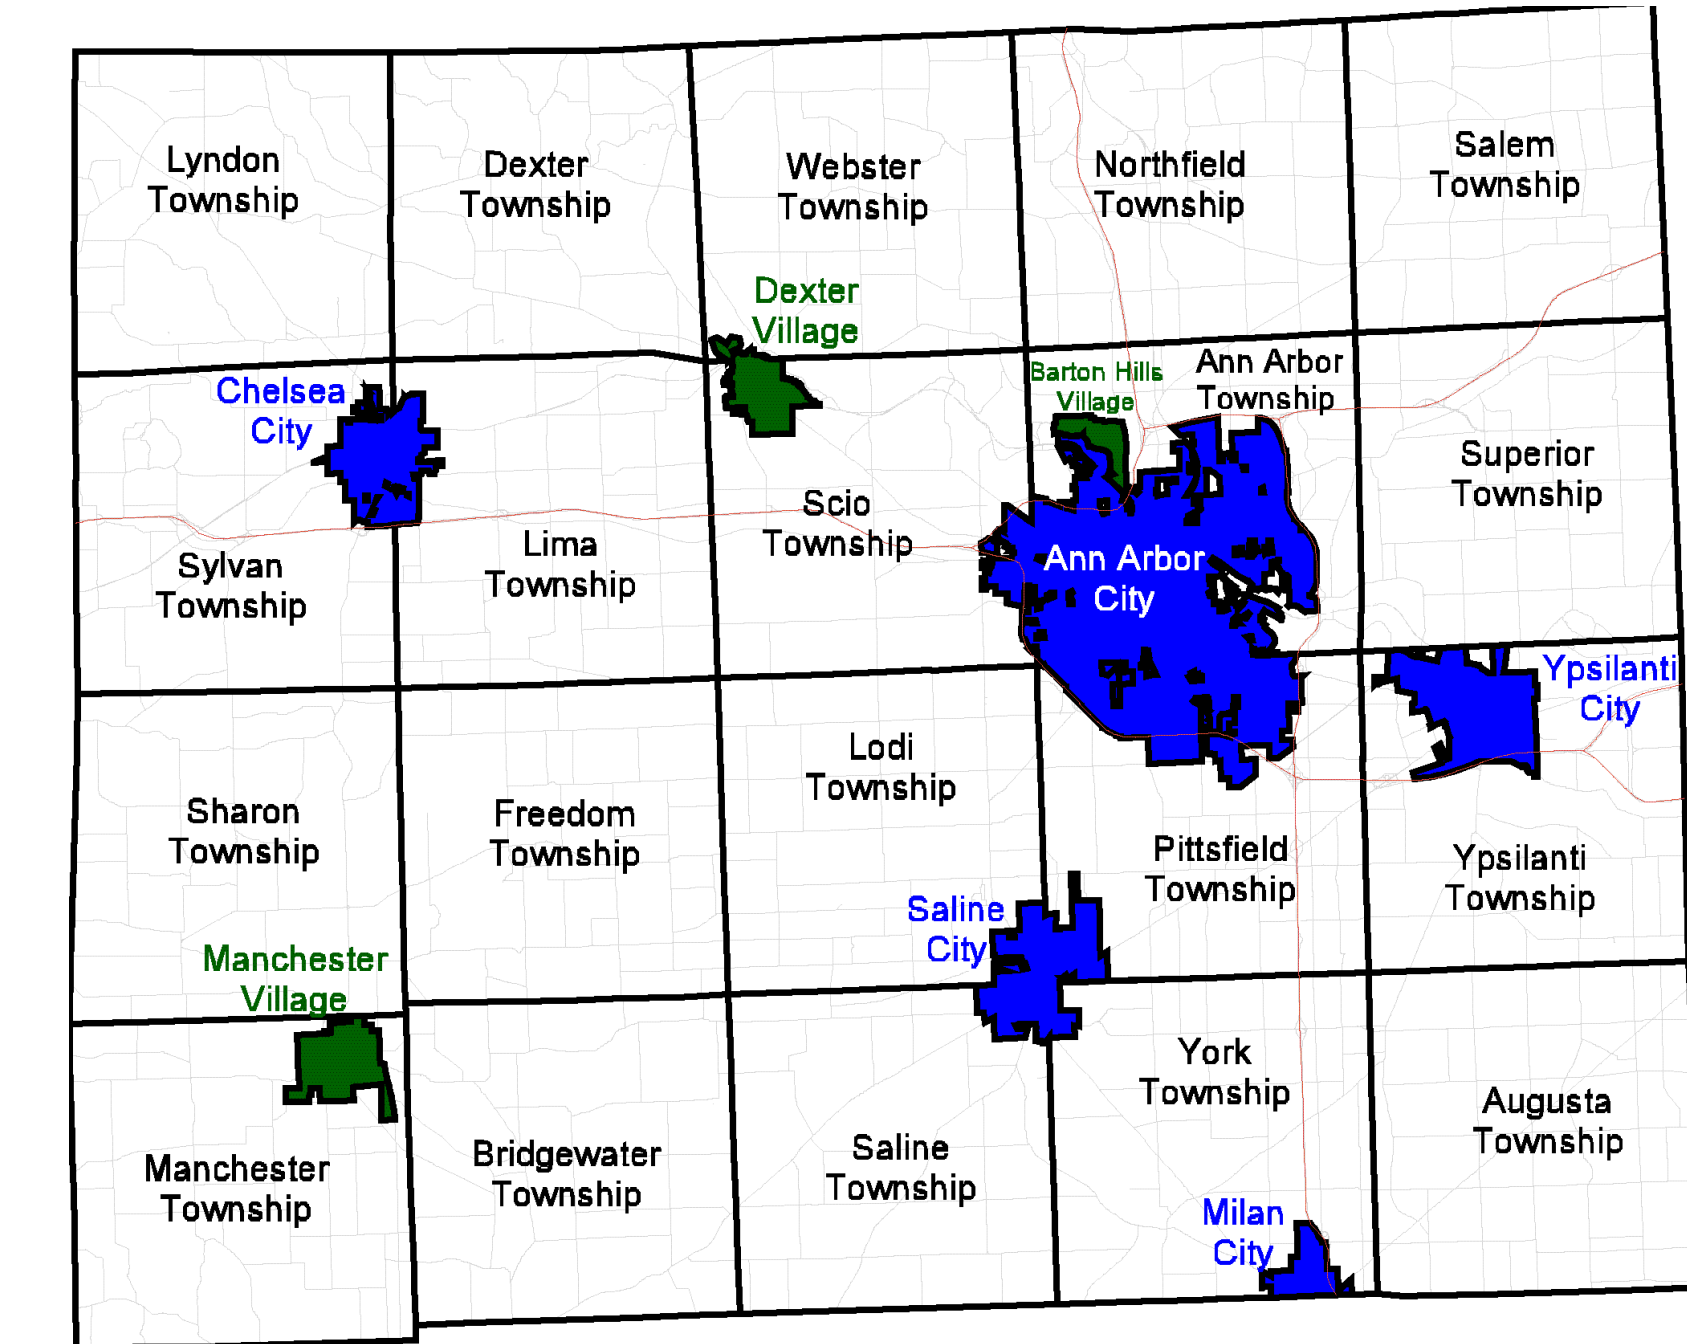 Lyndon
Township
Dexter
Township
Webster
Township
Northfield
Township
Salem
Township
Dexter
Village
Chelsea
City
Barton Hills
Village
Ann Arbor
Township
Superior
Township
Scio
Township
Sylvan
Township
Lima
Township
Ann Arbor
City
Ypsilanti
City
Lodi
Township
Sharon
Township
Freedom
Township
Pittsfield
Township
Ypsilanti
Township
Saline
City
Manchester
Village
York
Township
Augusta
Township
Manchester
Township
Bridgewater
Township
Saline
Township
Milan
City